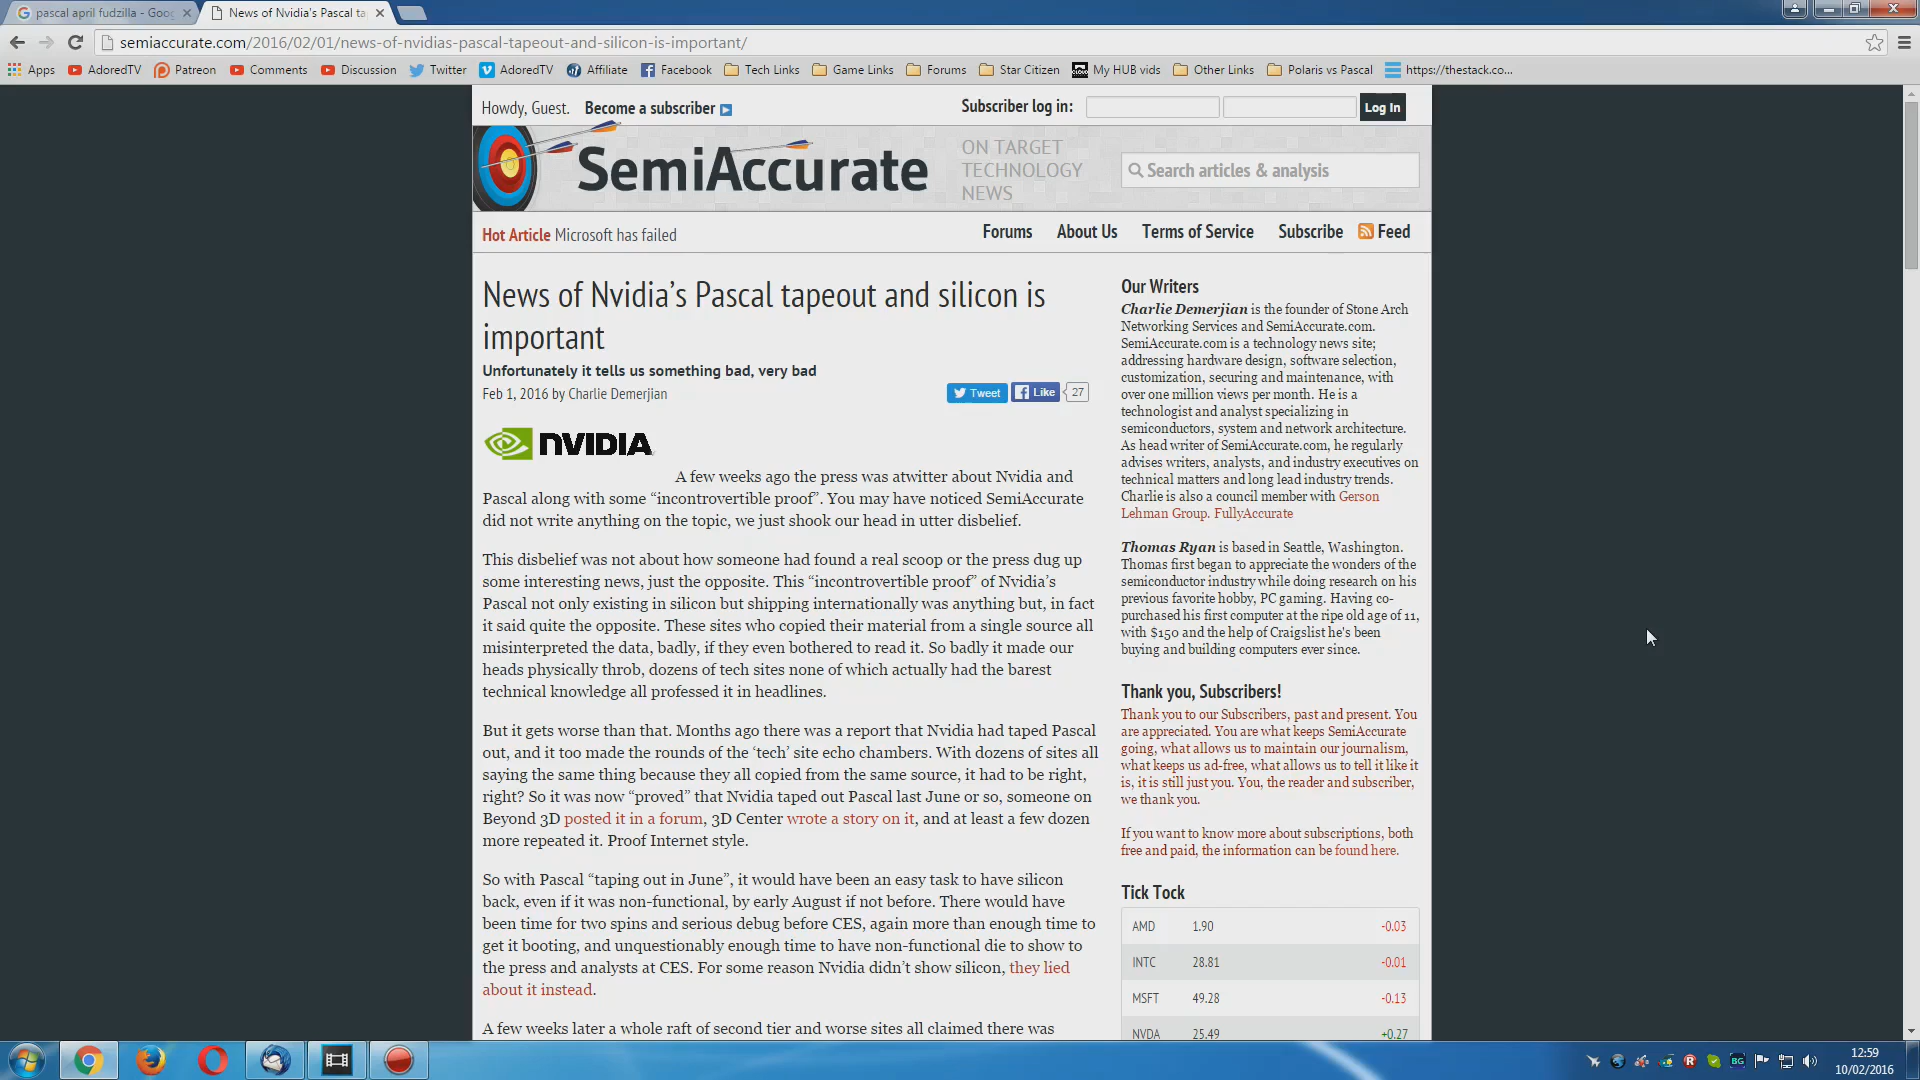 pascal april fudzilla - Goo
News of Nvidia's Pascal ta
semiaccurate.com/2016/02/01/news-of-nvidias-pascal-tapeout-and-silicon-is-important/
Apps AdoredTV Patreon Comments Discussion Twitter AdoredTV Affiliate Facebook Tech Links Game Links Forums Star Citizen My HUB vids Other Links Polaris vs Pascal https://thestack.co...
Howdy, Guest. Become a subscriber
Subscriber log in: Log In
SemiAccurate
ON TARGET
TECHNOLOGY
NEWS
Search articles & analysis
Hot Article Microsoft has failed
Forums About Us Terms of Service Subscribe Feed
News of Nvidia's Pascal tapeout and silicon is
important
Unfortunately it tells us something bad, very bad
Feb 1, 2016 by Charlie Demerjian
Tweet Like 27
NVIDIA
A few weeks ago the press was atwitter about Nvidia and
Pascal along with some “incontrovertible proof”. You may have noticed SemiAccurate
did not write anything on the topic, we just shook our head in utter disbelief.
This disbelief was not about how someone had found a real scoop or the press dug up
some interesting news, just the opposite. This “incontrovertible proof” of Nvidia's
Pascal not only existing in silicon but shipping internationally was anything but, in fact
it said quite the opposite. These sites who copied their material from a single source all
misinterpreted the data, badly, if they even bothered to read it. So badly it made our
heads physically throb, dozens of tech sites none of which actually had the barest
technical knowledge all professed it in headlines.
But it gets worse than that. Months ago there was a report that Nvidia had taped Pascal
out, and it too made the rounds of the ‘tech’ site echo chambers. With dozens of sites all
saying the same thing because they all copied from the same source, it had to be right,
right? So it was now “proved” that Nvidia taped out Pascal last June or so, someone on
Beyond 3D posted it in a forum, 3D Center wrote a story on it, and at least a few dozen
more repeated it. Proof Internet style.
So with Pascal “taping out in June”, it would have been an easy task to have silicon
back, even if it was non-functional, by early August if not before. There would have
been time for two spins and serious debug before CES, again more than enough time to
get it booting, and unquestionably enough time to have non-functional die to show to
the press and analysts at CES. For some reason Nvidia didn't show silicon, they lied
about it instead.
A few weeks later a whole raft of second tier and worse sites all claimed there was
Our Writers
Charlie Demerjian is the founder of Stone Arch
Networking Services and SemiAccurate.com.
SemiAccurate.com is a technology news site;
addressing hardware design, software selection,
customization, securing and maintenance, with
over one million views per month. He is a
technologist and analyst specializing in
semiconductors, system and network architecture.
As head writer of SemiAccurate.com, he regularly
advises writers, analysts, and industry executives on
technical matters and long lead industry trends.
Charlie is also a council member with Gerson
Lehman Group. FullyAccurate
Thomas Ryan is based in Seattle, Washington.
Thomas first began to appreciate the wonders of the
semiconductor industry while doing research on his
previous favorite hobby, PC gaming. Having co-
purchased his first computer at the ripe old age of 11,
with $150 and the help of Craigslist he's been
buying and building computers ever since.
Thank you, Subscribers!
Thank you to our Subscribers, past and present. You
are appreciated. You are what keeps SemiAccurate
going, what allows us to maintain our journalism,
what keeps us ad-free, what allows us to tell it like it
is, it is still just you. You, the reader and subscriber,
we thank you.
If you want to know more about subscriptions, both
free and paid, the information can be found here.
Tick Tock
AMD 1.90 -0.03
INTC 28.81 -0.01
MSFT 49.28 -0.13
NVDA 25.49 +0.27
BG
12:59
10/02/2016